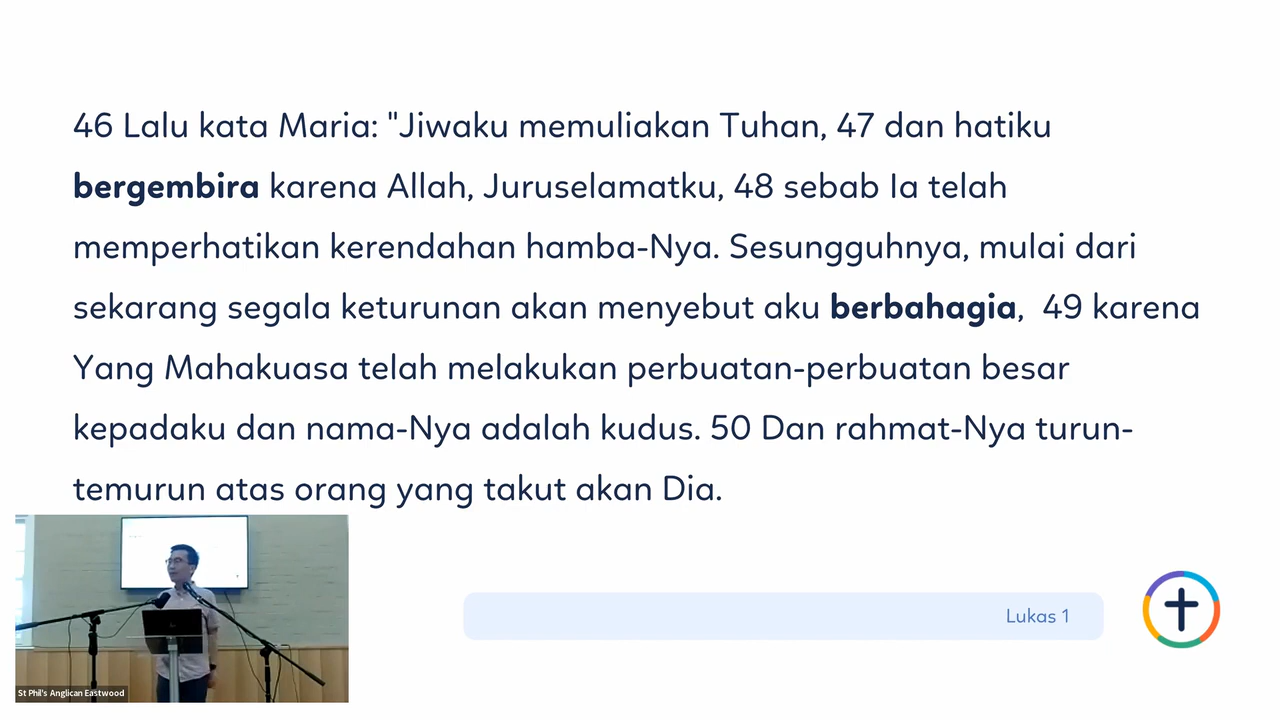 46 Lalu kata Maria: "Jiwaku memuliakan Tuhan, 47 dan hatiku
bergembira karena Allah, Juruselamatku, 48 sebab Ia telah
memperhatikan kerendahan hamba-Nya. Sesungguhnya, mulai dari
sekarang segala keturunan akan menyebut aku berbahagia,  49 karena
Yang Mahakuasa telah melakukan perbuatan-perbuatan besar
kepadaku dan nama-Nya adalah kudus. 50 Dan rahmat-Nya turun-
temurun atas orang yang takut akan Dia.
Lukas 1
St Phil's Anglican Eastwood